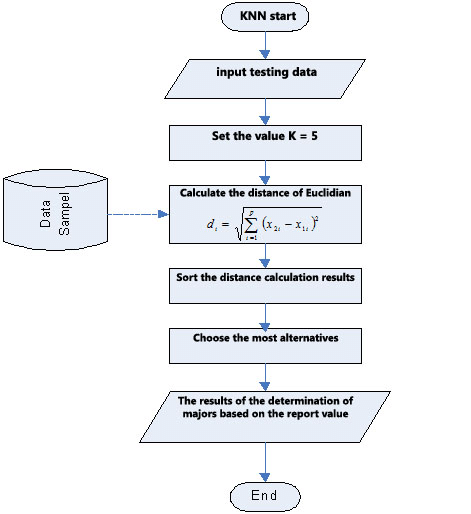 KNN start
input testing data
Set the value K = 5
Data
Sampel
Calculate the distance of Euclidian
d_i = √(∑_{i=1}^{p} (x_{2i} − x_{1i})^2)
Sort the distance calculation results
Choose the most alternatives
The results of the determination of
majors based on the report value
End